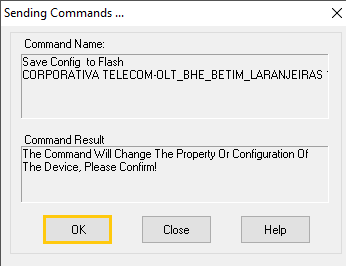 Sending Commands ...
Command Name:
Save Config to Flash
CORPORATIVA TELECOM-OLT_BHE_BETIM_LARANJEIRAS
Command Result
The Command Will Change The Property Or Configuration Of
The Device, Please Confirm!
OK
Close
Help